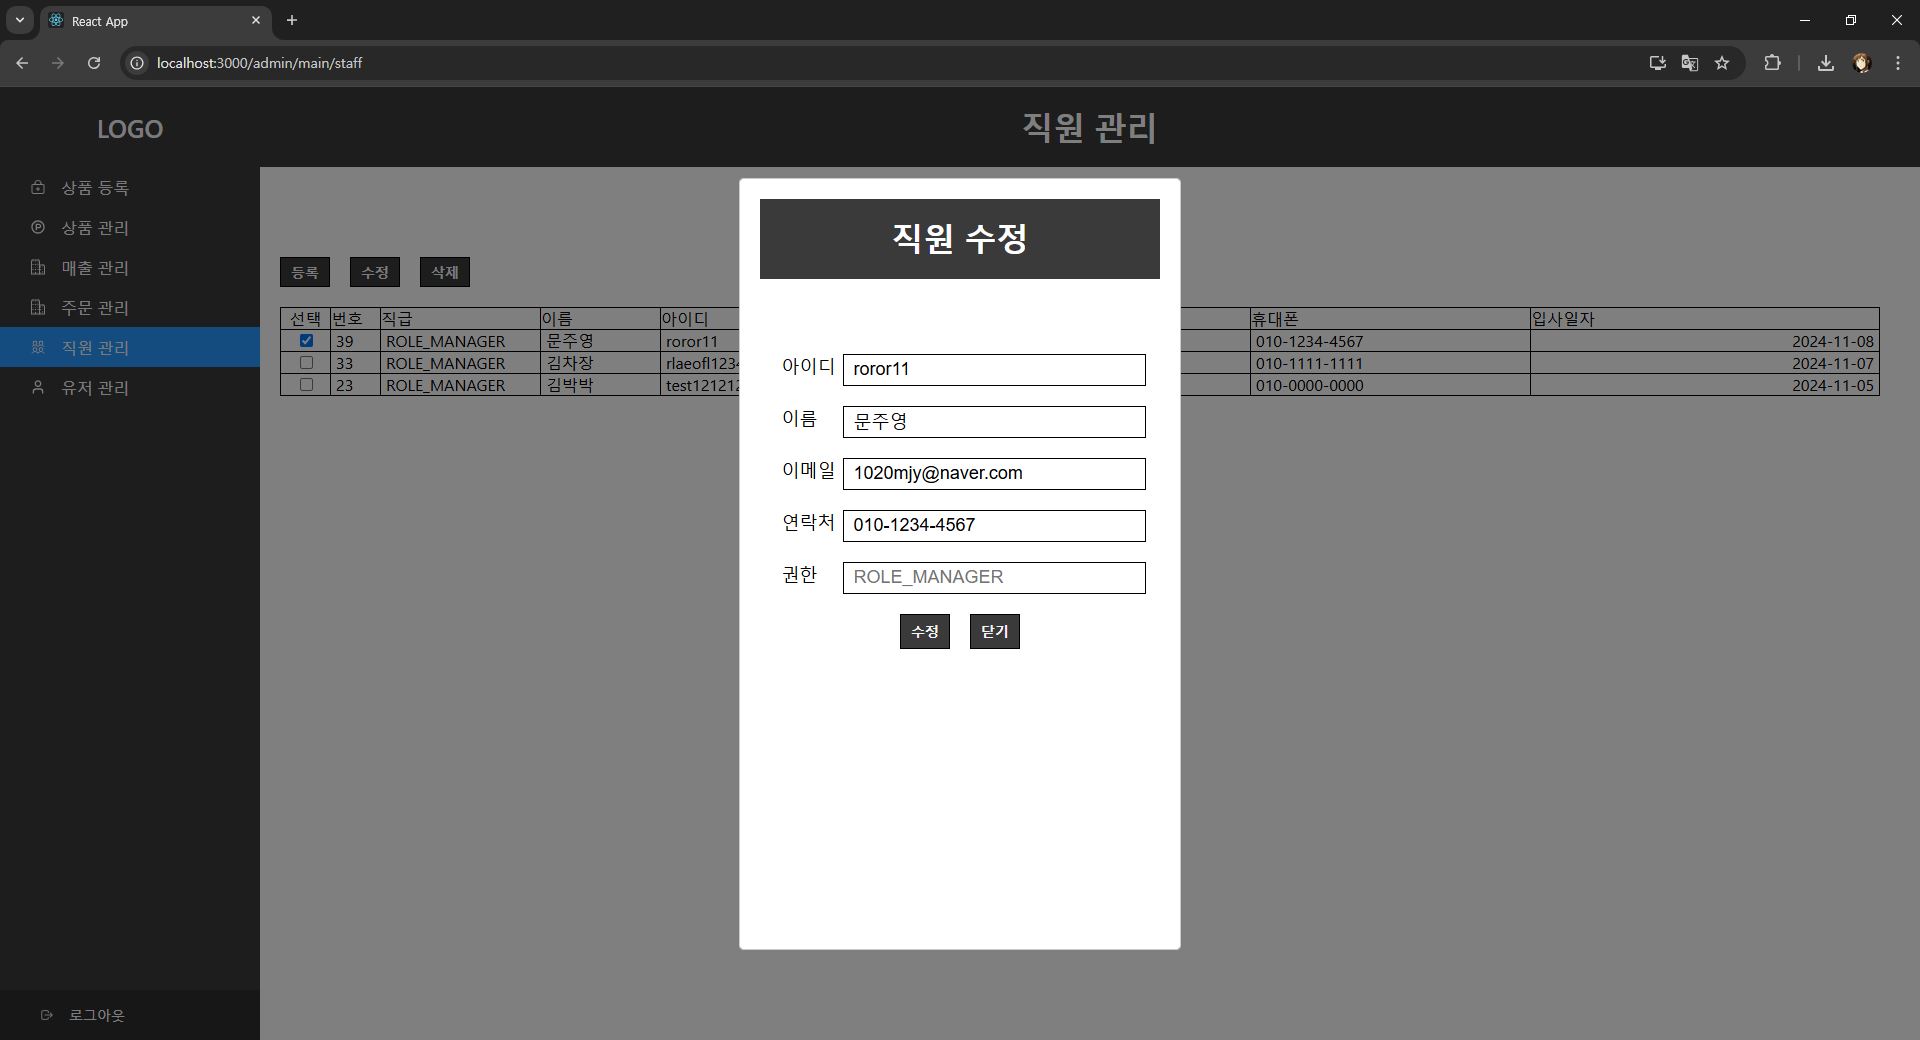 React App
localhost:3000/admin/main/staff
LOGO
직원 관리
상품 등록
상품 관리
매출 관리
주문 관리
직원 관리
유저 관리
로그아웃
등록 수정 삭제
선택 번호 직급 이름 아이디 휴대폰 입사일자
39 ROLE_MANAGER 문주영 roror11 010-1234-4567 2024-11-08
33 ROLE_MANAGER 김차장 rlaeofl1234 010-1111-1111 2024-11-07
23 ROLE_MANAGER 김박박 test121212 010-0000-0000 2024-11-05
직원 수정
아이디 roror11
이름 문주영
이메일 1020mjy@naver.com
연락처 010-1234-4567
권한 ROLE_MANAGER
수정 닫기